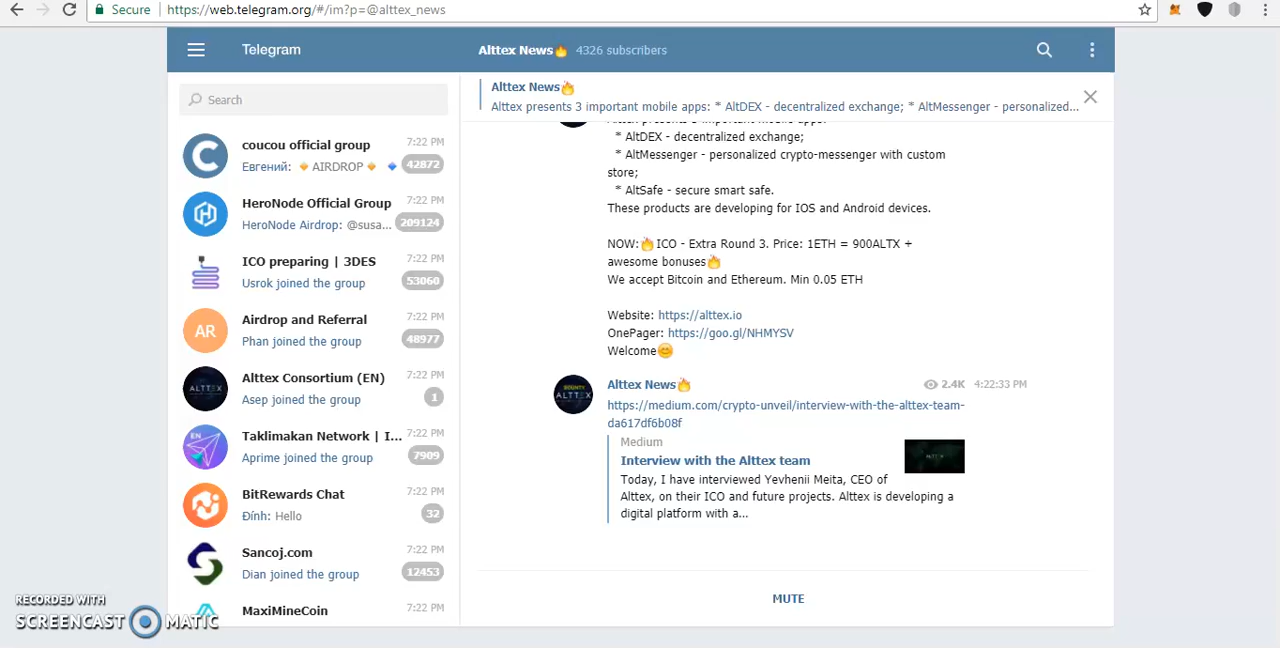 Secure https://web.telegram.org/#/im?p=@alttex_news
Telegram
Alttex News🔥 4326 subscribers
Search
coucou official group 7:22 PM
Евгений: 🔸AIRDROP🔸 🔹 42872
HeroNode Official Group 7:22 PM
HeroNode Airdrop: @susa... 209124
ICO preparing | 3DES 7:22 PM
Usrok joined the group 53060
AR
Airdrop and Referral 7:22 PM
Phan joined the group 48977
ALTTEX
Alttex Consortium (EN) 7:22 PM
Asep joined the group 1
EN
Taklimakan Network | I... 7:22 PM
Aprime joined the group 7909
BitRewards Chat 7:22 PM
Đính: Hello 32
Sancoj.com 7:22 PM
Dian joined the group 12453
MaxiMineCoin 7:22 PM
Alttex News🔥
Alttex presents 3 important mobile apps: * AltDEX - decentralized exchange; * AltMessenger - personalized...
Alttex presents 3 important mobile apps:
* AltDEX - decentralized exchange;
* AltMessenger - personalized crypto-messenger with custom
store;
* AltSafe - secure smart safe.
These products are developing for IOS and Android devices.
NOW:🔥ICO - Extra Round 3. Price: 1ETH = 900ALTX +
awesome bonuses🔥
We accept Bitcoin and Ethereum. Min 0.05 ETH
Website: https://alttex.io
OnePager: https://goo.gl/NHMYSV
Welcome😊
BOUNTY
ALTTEX
Alttex News🔥 2.4K 4:22:33 PM
https://medium.com/crypto-unveil/interview-with-the-alttex-team-
da617df6b08f
Medium
Interview with the Alttex team
Today, I have interviewed Yevhenii Meita, CEO of
Alttex, on their ICO and future projects. Alttex is developing a
digital platform with a...
MUTE
RECORDED WITH
SCREENCAST MATIC